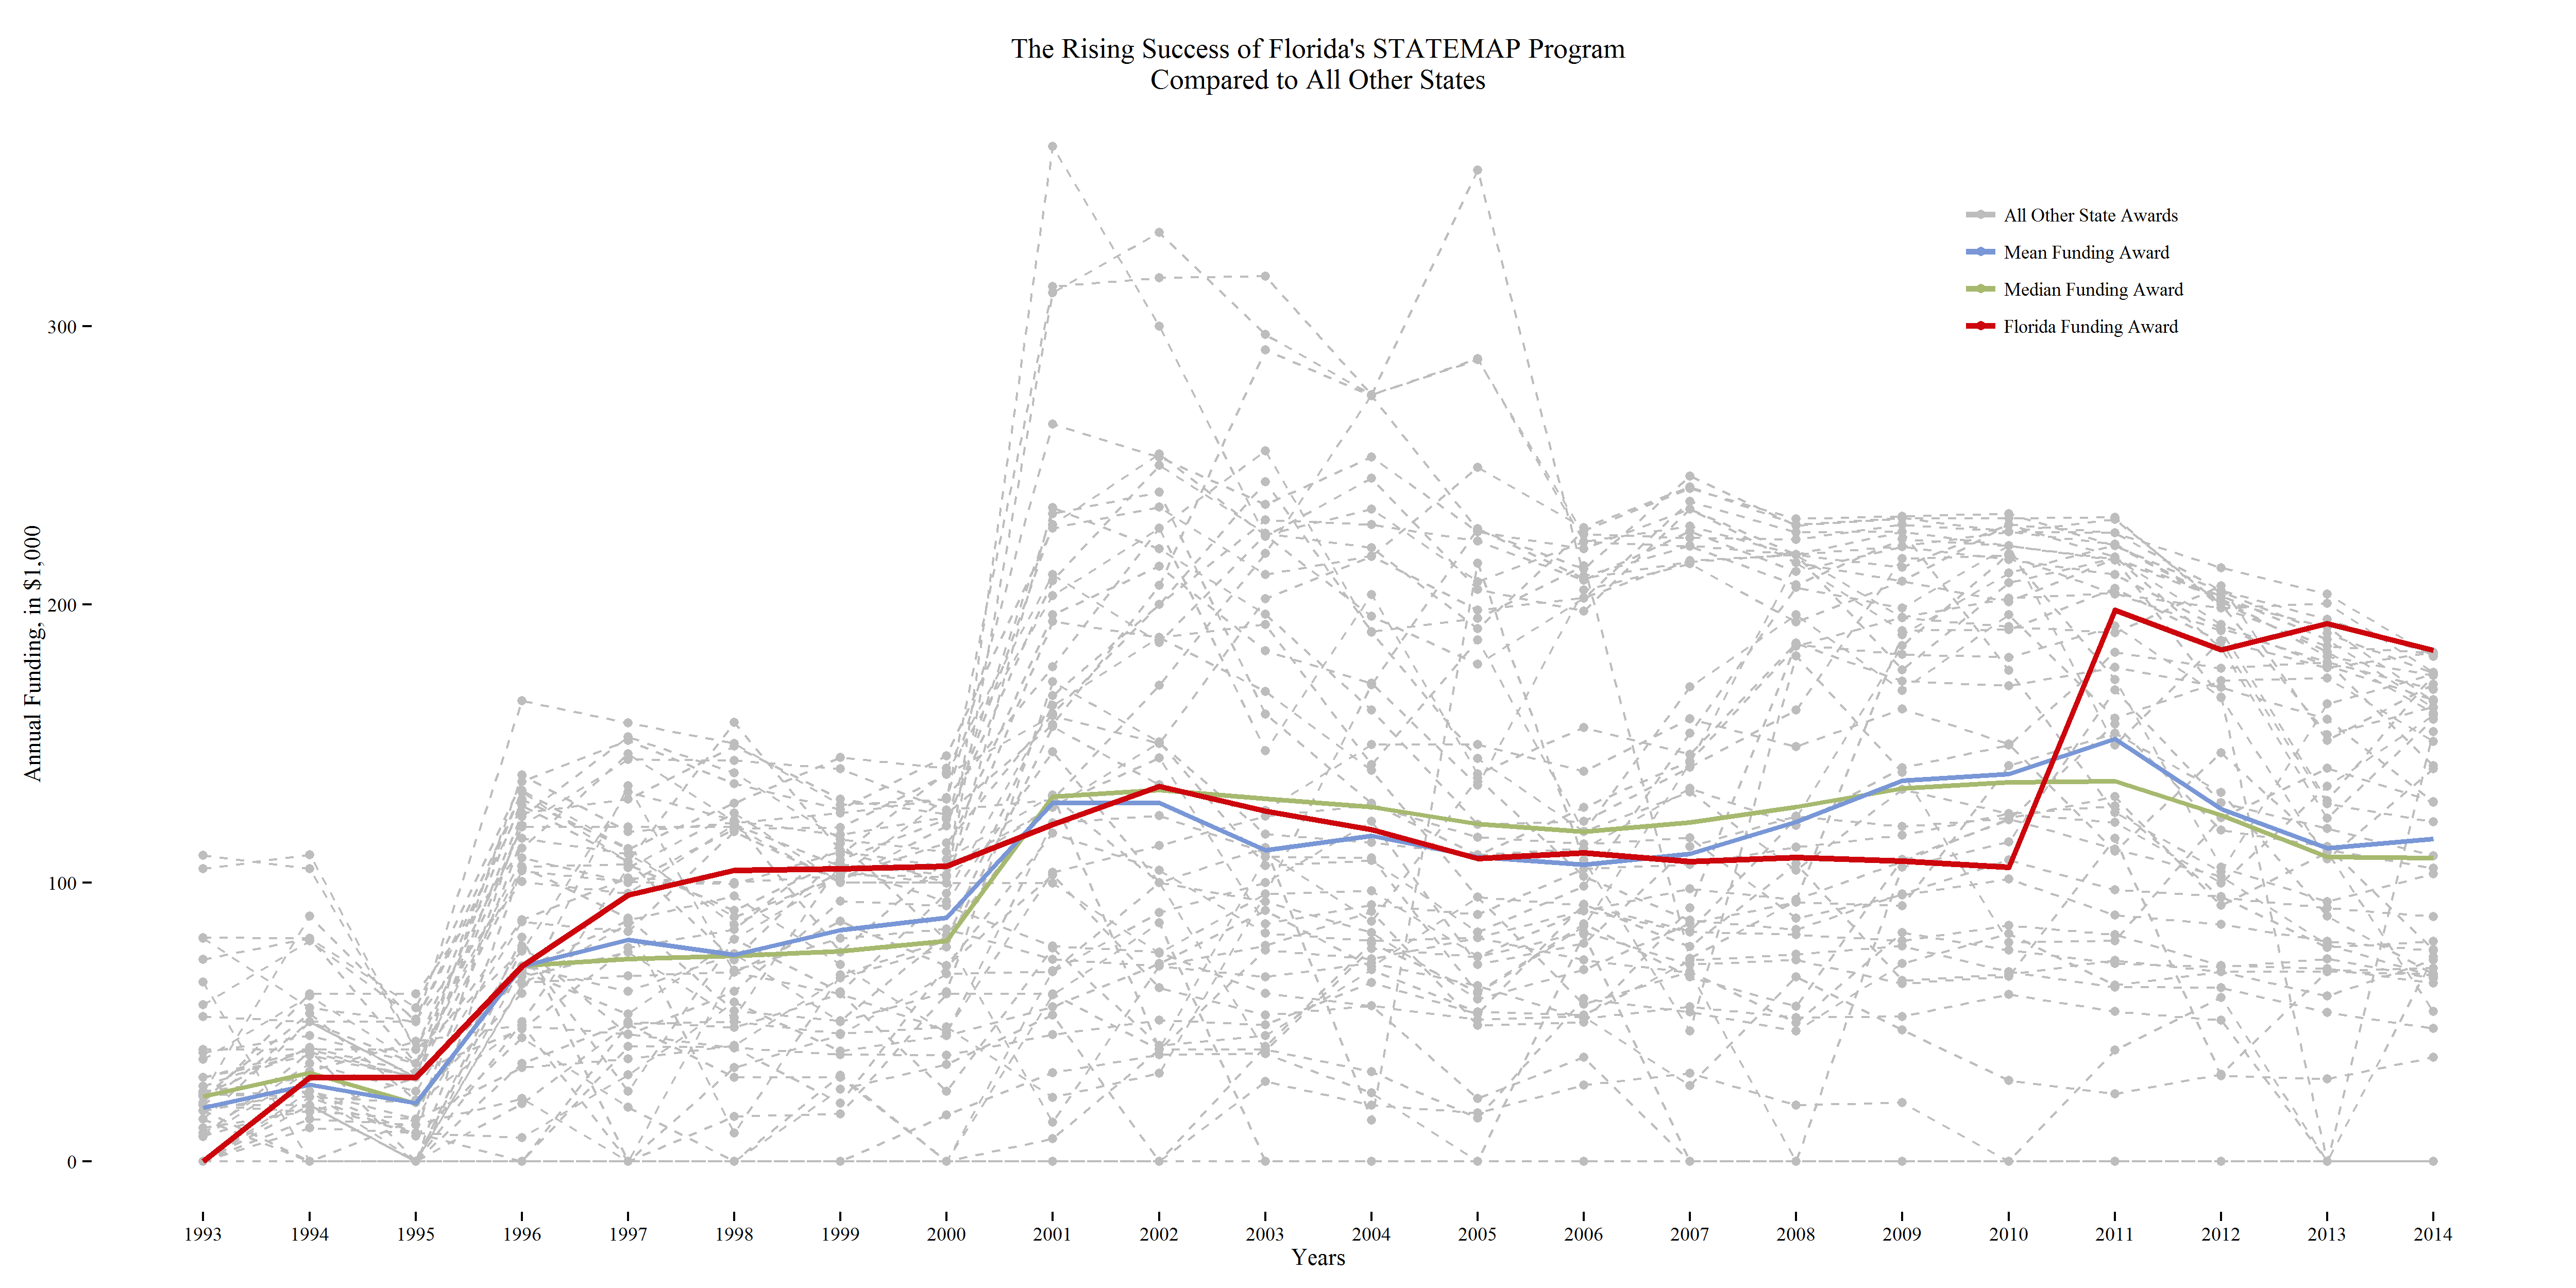 The Rising Success of Florida's STATEMAP Program
Compared to All Other States
All Other State Awards
Mean Funding Award
Median Funding Award
Florida Funding Award
Annual Funding, in $1,000
300
200
100
0
1993 1994 1995 1996 1997 1998 1999 2000 2001 2002 2003 2004 2005 2006 2007 2008 2009 2010 2011 2012 2013 2014
Years